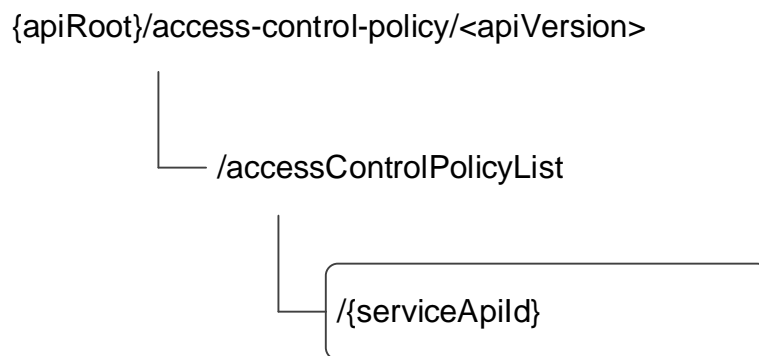 {apiRoot}/access-control-policy/<apiVersion>
/accessControlPolicyList
/{serviceApiId}